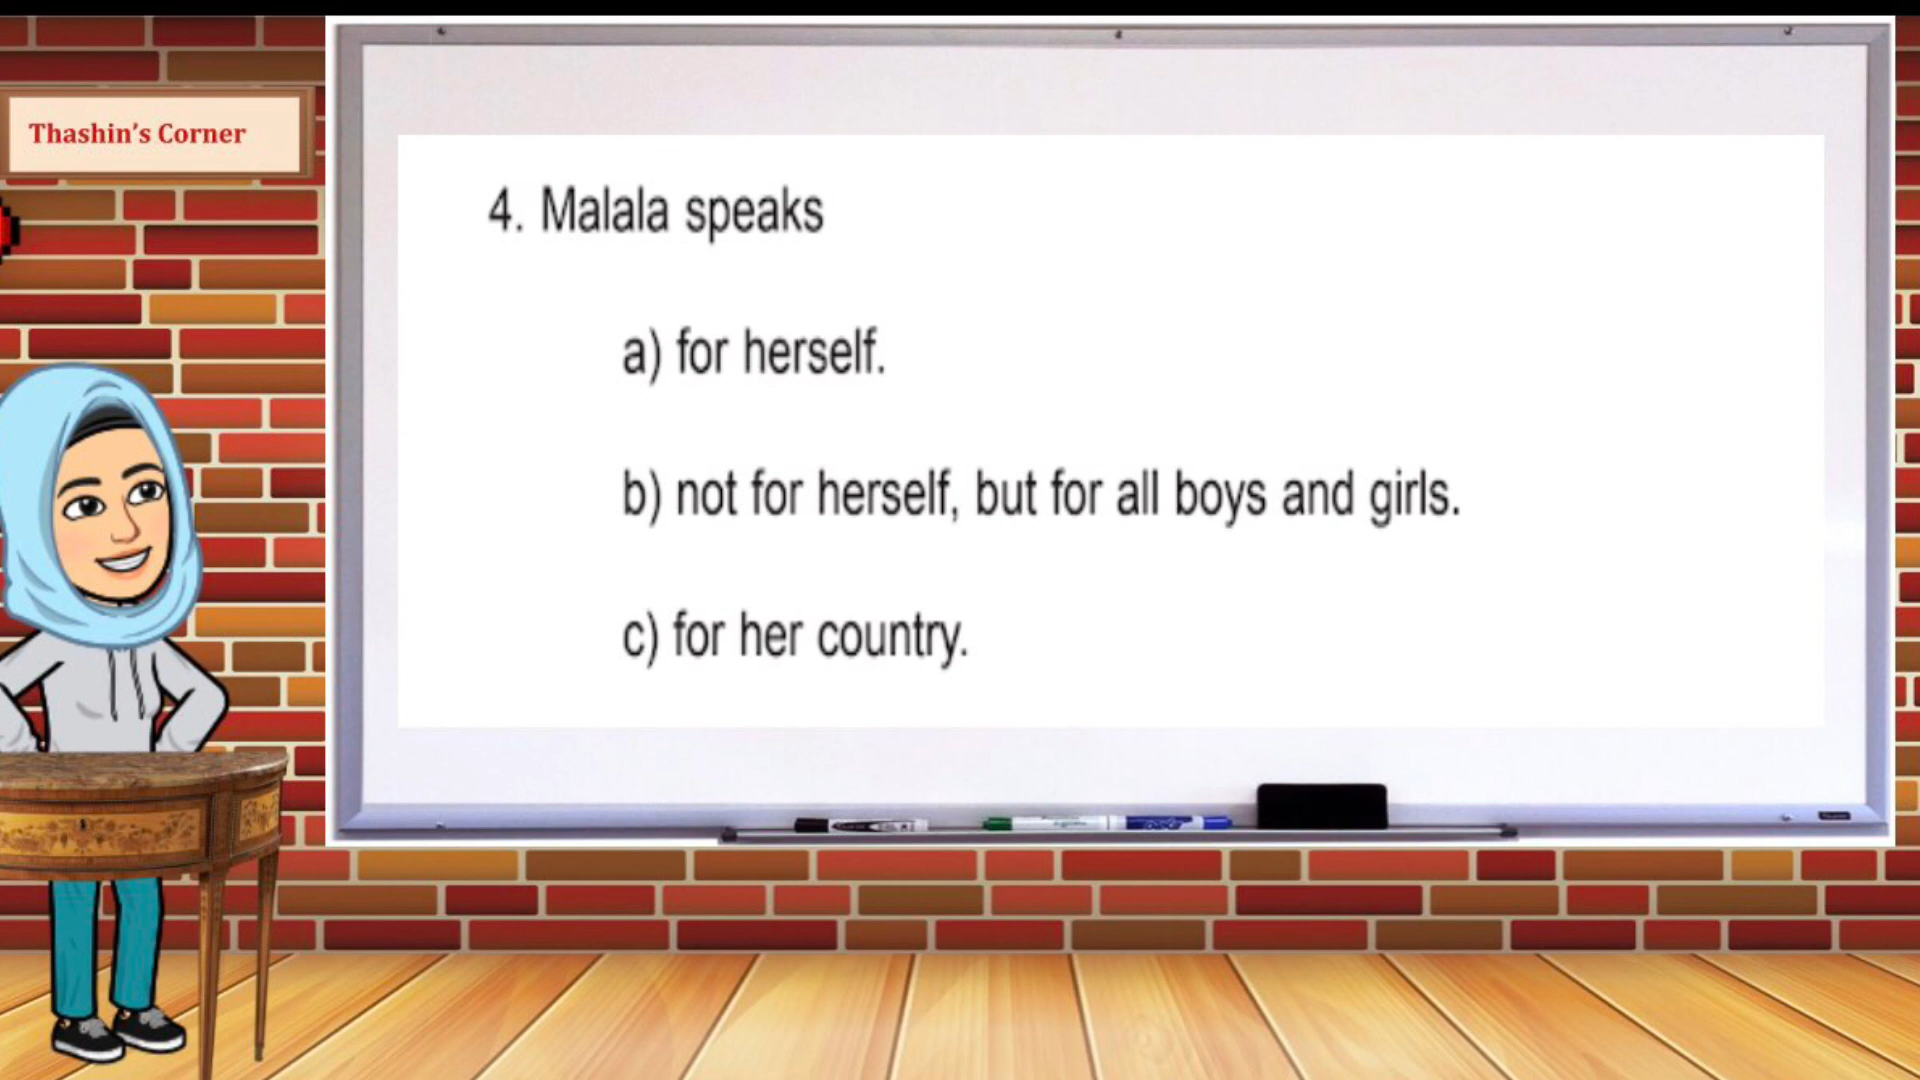 Thashin's Corner
4. Malala speaks
a) for herself.
b) not for herself, but for all boys and girls.
c) for her country.